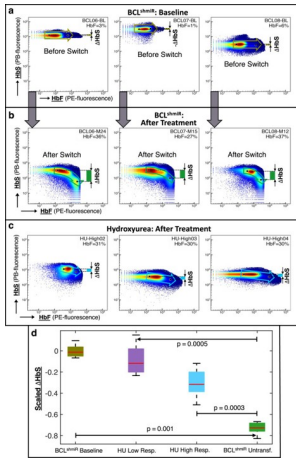 a
BCL^shmiR: Baseline
BCL06-BL
HbF=3%
BCL07-BL
HbF=1%
BCL08-BL
HbF=6%
Before Switch
Before Switch
Before Switch
ΔHbS
ΔHbS
ΔHbS
HbS
(PB-fluorescence)
HbF (PE-fluorescence)
b
BCL^shmiR:
After Treatment
BCL06-M24
HbF=36%
BCL07-M15
HbF=27%
BCL08-M12
HbF=37%
After Switch
After Switch
After Switch
ΔHbS
ΔHbS
ΔHbS
HbS
(PB-fluorescence)
HbF (PE-fluorescence)
c
Hydroxyurea: After Treatment
HU-High02
HbF=31%
HU-High03
HbF=30%
HU-High04
HbF=30%
ΔHbS
ΔHbS
ΔHbS
HbS
(PB-fluorescence)
HbF (PE-fluorescence)
d
Scaled ΔHbS
0
-0.2
-0.4
-0.6
-0.8
p = 0.0005
p = 0.0003
p = 0.001
BCL^shmiR Baseline
HU Low Resp.
HU High Resp.
BCL^shmiR Untransf.